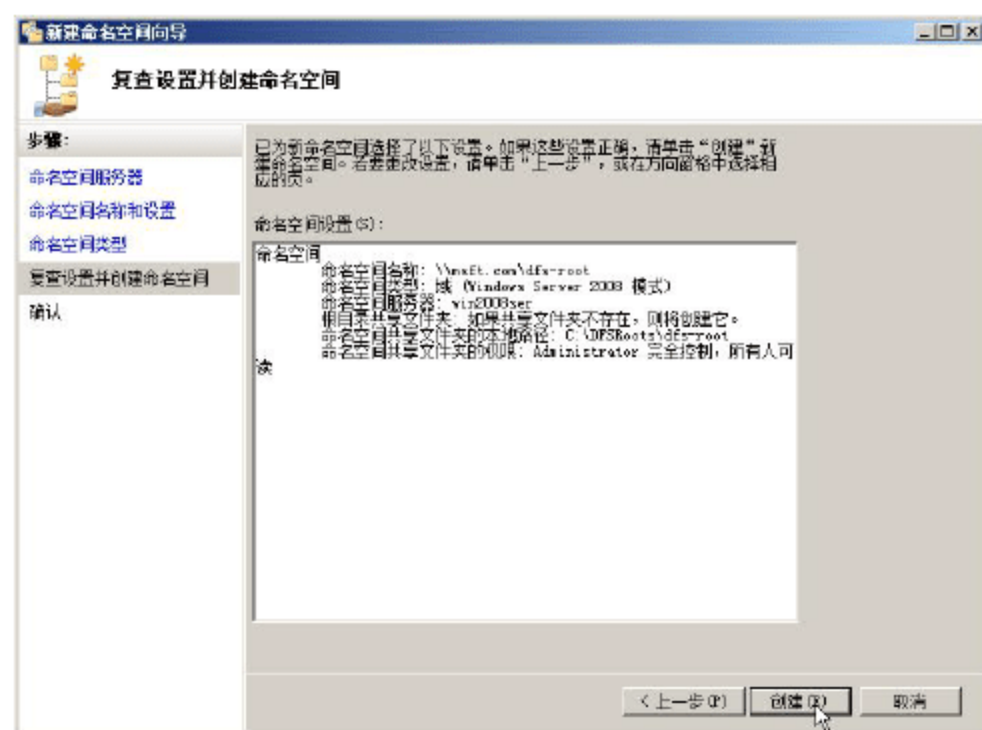 新建命名空间向导
复查设置并创建命名空间
步骤:
命名空间服务器
命名空间名称和设置
命名空间类型
复查设置并创建命名空间
确认
已为新命名空间选择了以下设置。如果这些设置正确，请单击“创建”新
建命名空间。若要更改设置，请单击“上一步”，或在方向窗格中选择相
应的页。
命名空间设置(S):
命名空间
命名空间名称: \\msft.com\dfs-root
命名空间类型: 域 (Windows Server 2008 模式)
命名空间服务器: win2008ser
根目录共享文件夹: 如果共享文件夹不存在，则将创建它。
命名空间共享文件夹的本地路径: C:\DFSRoots\dfs-root
命名空间共享文件夹的权限: Administrator 完全控制，所有人可
读
< 上一步(P)
创建(R)
取消